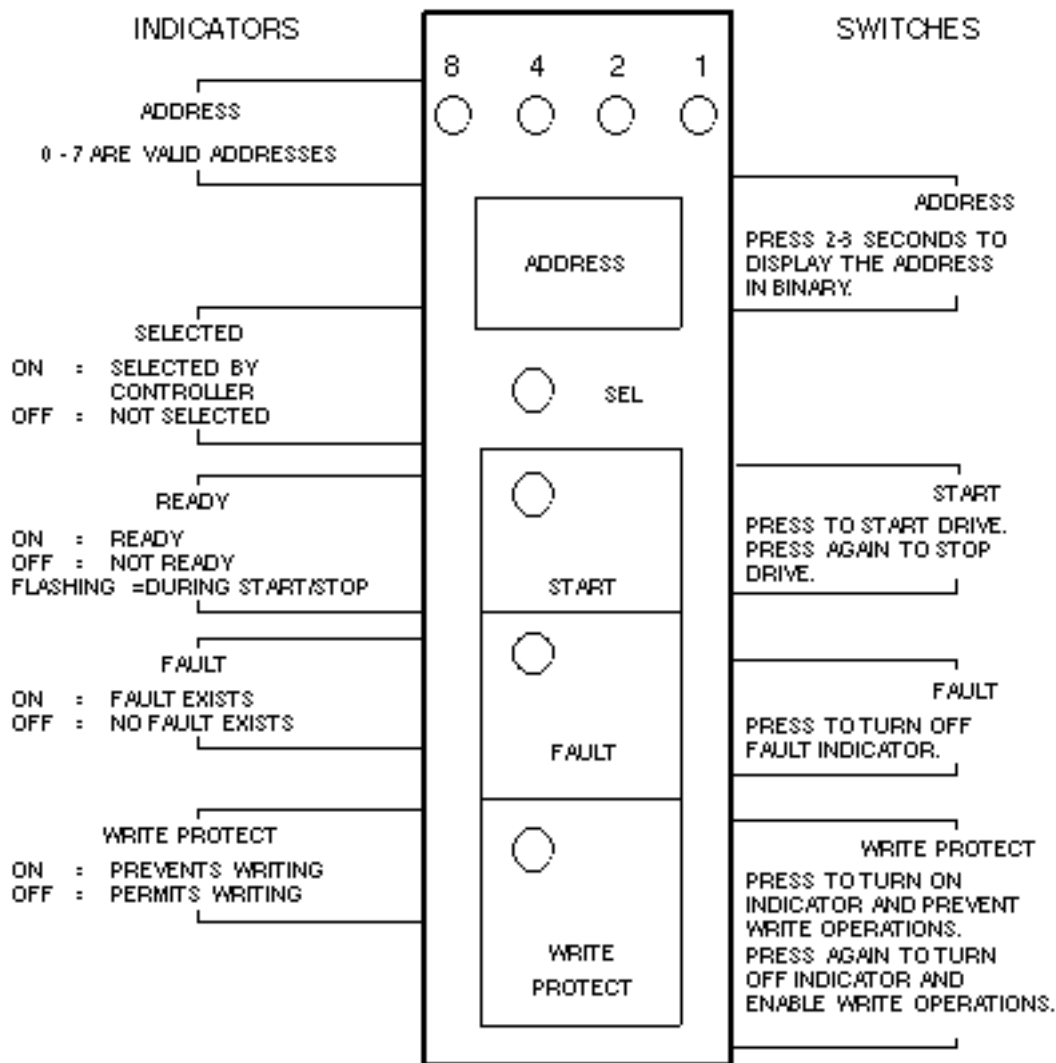 INDICATORS
ADDRESS
0 - 7 ARE VALID ADDRESSES
SELECTED
ON : SELECTED BY
CONTROLLER
OFF : NOT SELECTED
READY
ON : READY
OFF : NOT READY
FLASHING =DURING START/STOP
FAULT
ON : FAULT EXISTS
OFF : NO FAULT EXISTS
WRITE PROTECT
ON : PREVENTS WRITING
OFF : PERMITS WRITING
8 4 2 1
ADDRESS
SEL
START
FAULT
WRITE
PROTECT
SWITCHES
ADDRESS
PRESS 2-3 SECONDS TO
DISPLAY THE ADDRESS
IN BINARY.
START
PRESS TO START DRIVE.
PRESS AGAIN TO STOP
DRIVE.
FAULT
PRESS TO TURN OFF
FAULT INDICATOR.
WRITE PROTECT
PRESS TO TURN ON
INDICATOR AND PREVENT
WRITE OPERATIONS.
PRESS AGAIN TO TURN
OFF INDICATOR AND
ENABLE WRITE OPERATIONS.